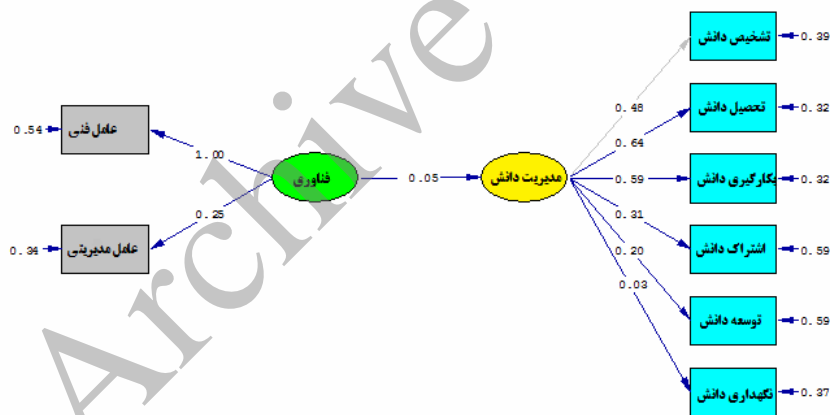 تشخیص دانش
0.39
0.48
تحصیل دانش
0.32
0.64
بکارگیری دانش
0.32
0.59
اشتراک دانش
0.59
0.31
توسعه دانش
0.59
0.20
نگهداری دانش
0.37
0.03
مدیریت دانش
0.05
فناوری
1.00
0.25
عامل فنی
0.54
عامل مدیریتی
0.34
Archive